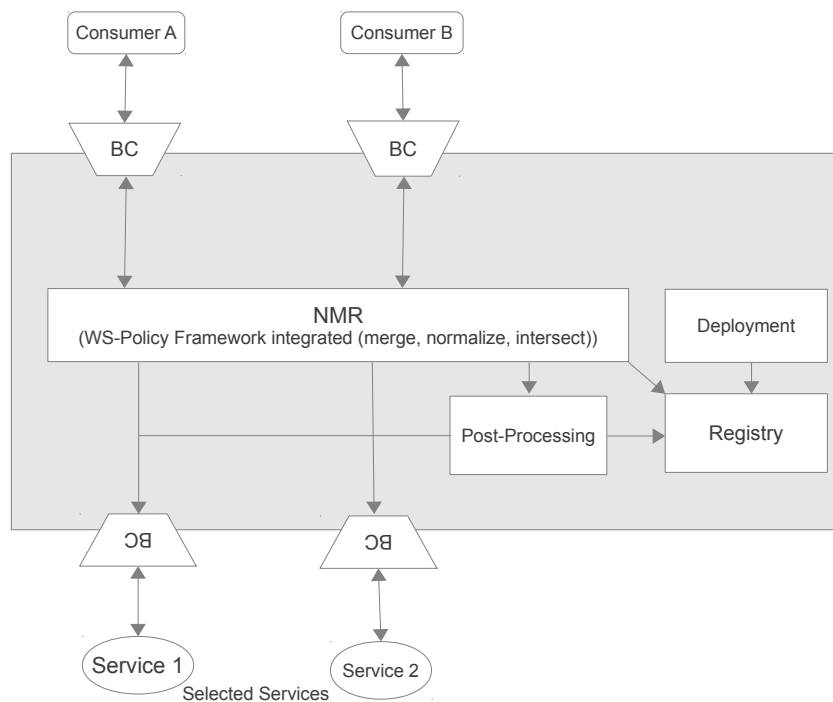 Consumer A
Consumer B
BC
BC
NMR
(WS-Policy Framework integrated (merge, normalize, intersect))
Deployment
Post-Processing
Registry
BC
BC
Service 1
Service 2
Selected Services